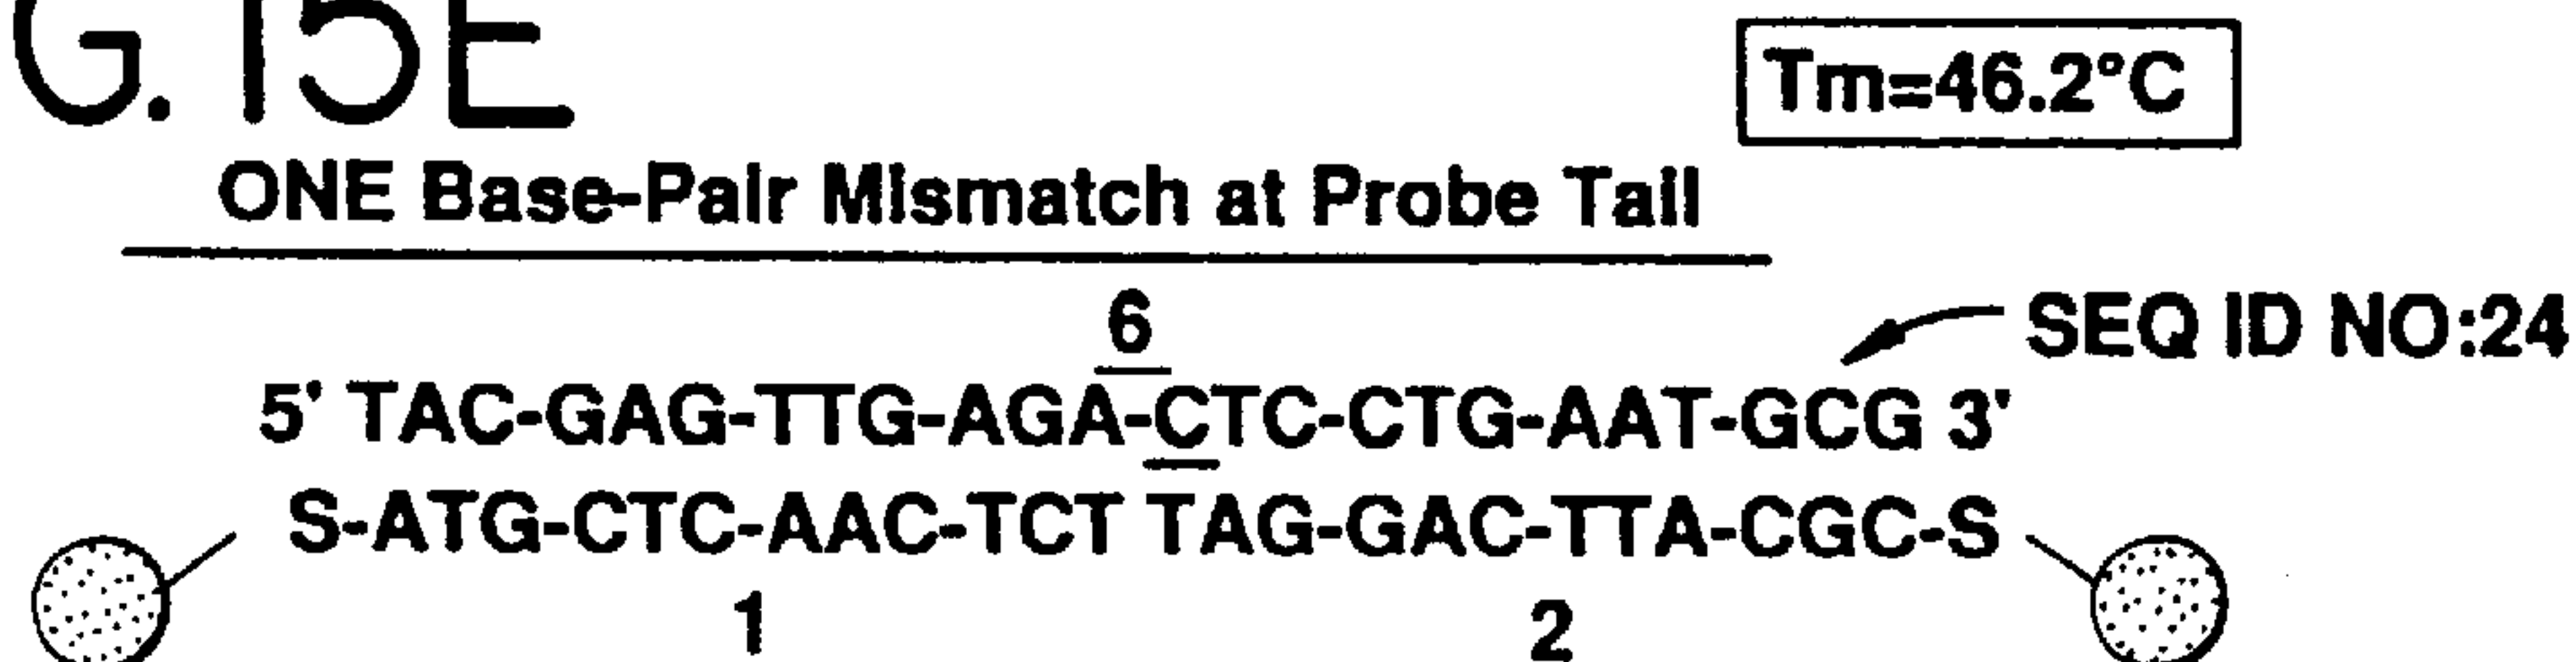 G. 15E
Tm=46.2°C
ONE Base-Pair Mismatch at Probe Tail
6
SEQ ID NO:24
5' TAC-GAG-TTG-AGA-CTC-CTG-AAT-GCG 3'
S-ATG-CTC-AAC-TCT TAG-GAC-TTA-CGC-S
1 2